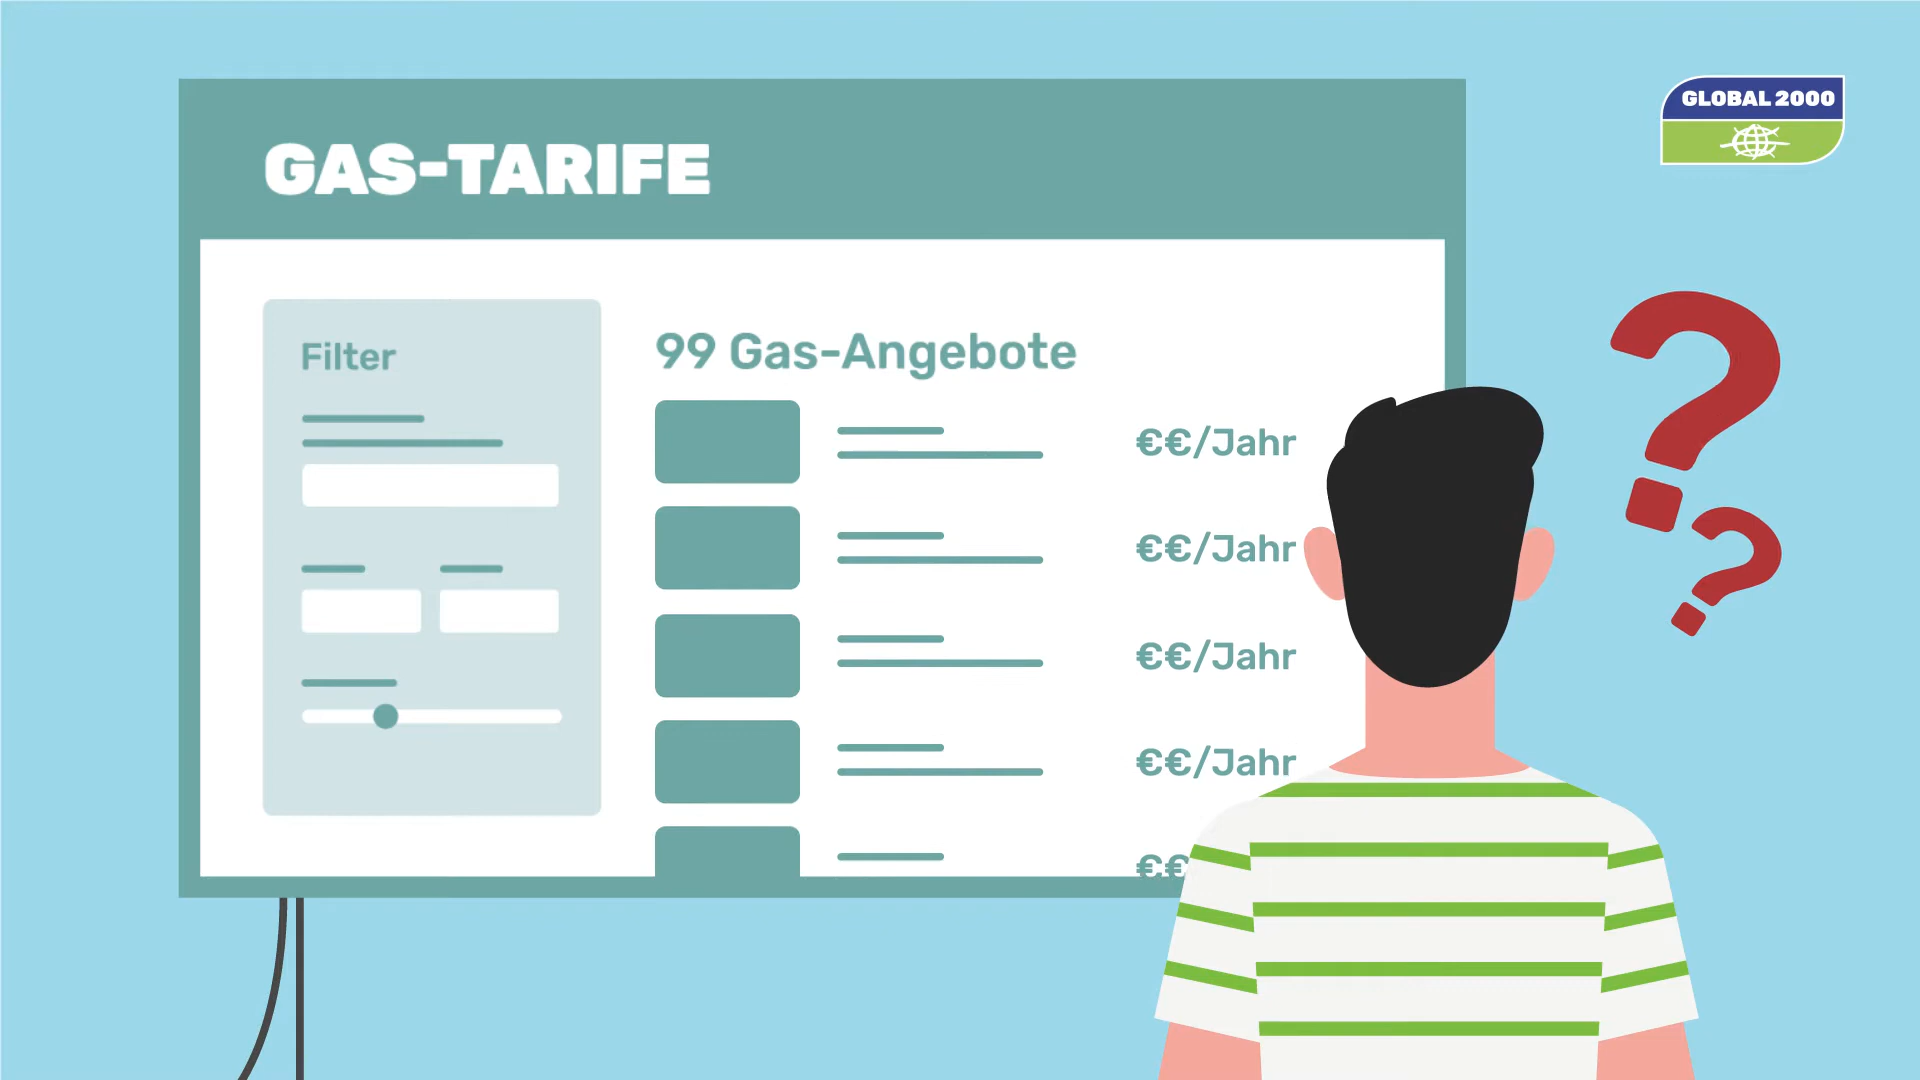 GLOBAL 2000
GAS-TARIFE
Filter
99 Gas-Angebote
€€/Jahr
€€/Jahr
€€/Jahr
€€/Jahr
€€